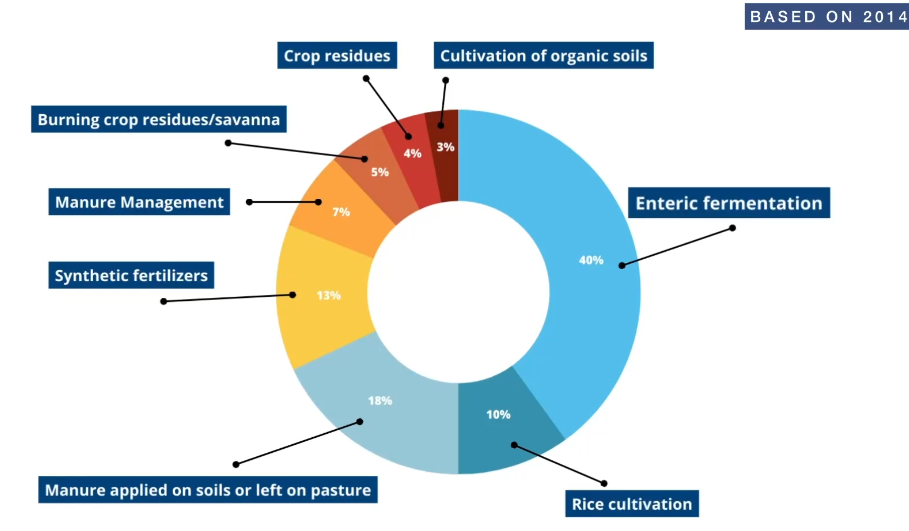 BASED ON 2014
Crop residues
Cultivation of organic soils
Burning crop residues/savanna
4%
3%
5%
Manure Management
7%
Enteric fermentation
40%
Synthetic fertilizers
13%
18%
10%
Manure applied on soils or left on pasture
Rice cultivation